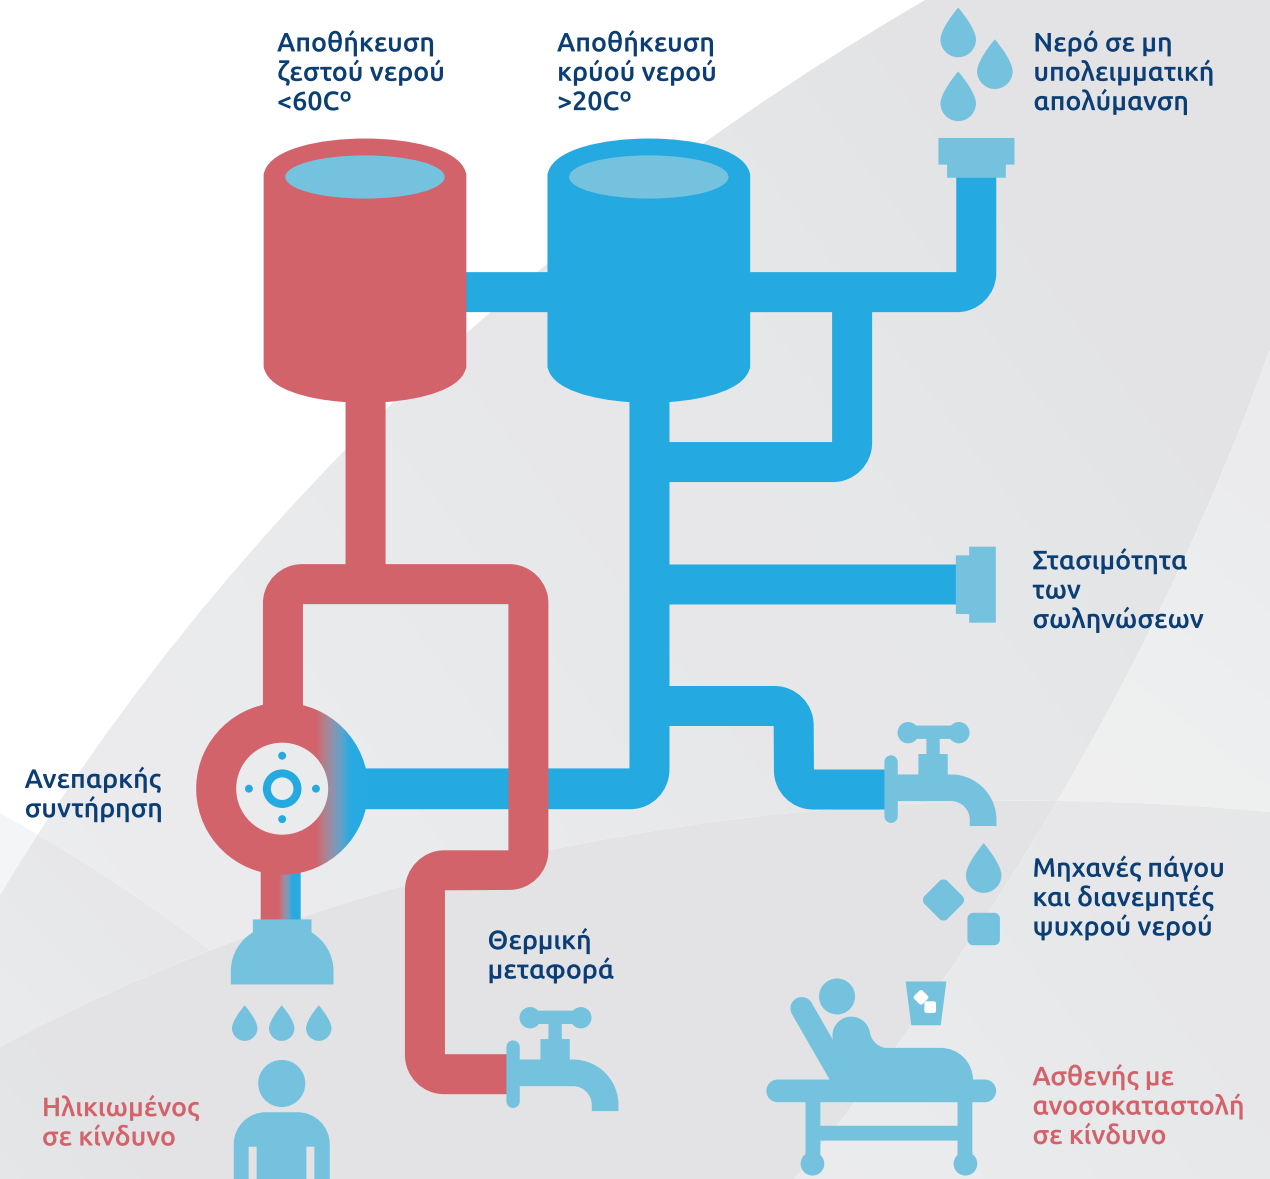 Αποθήκευση
ζεστού νερού
<60Cº
Αποθήκευση
κρύού νερού
>20Cº
Νερό σε μη
υπολειμματική
απολύμανση
Στασιμότητα
των
σωληνώσεων
Ανεπαρκής
συντήρηση
Μηχανές πάγου
και διανεμητές
ψυχρού νερού
Θερμική
μεταφορά
Ηλικιωμένος
σε κίνδυνο
Ασθενής με
ανοσοκαταστολή
σε κίνδυνο